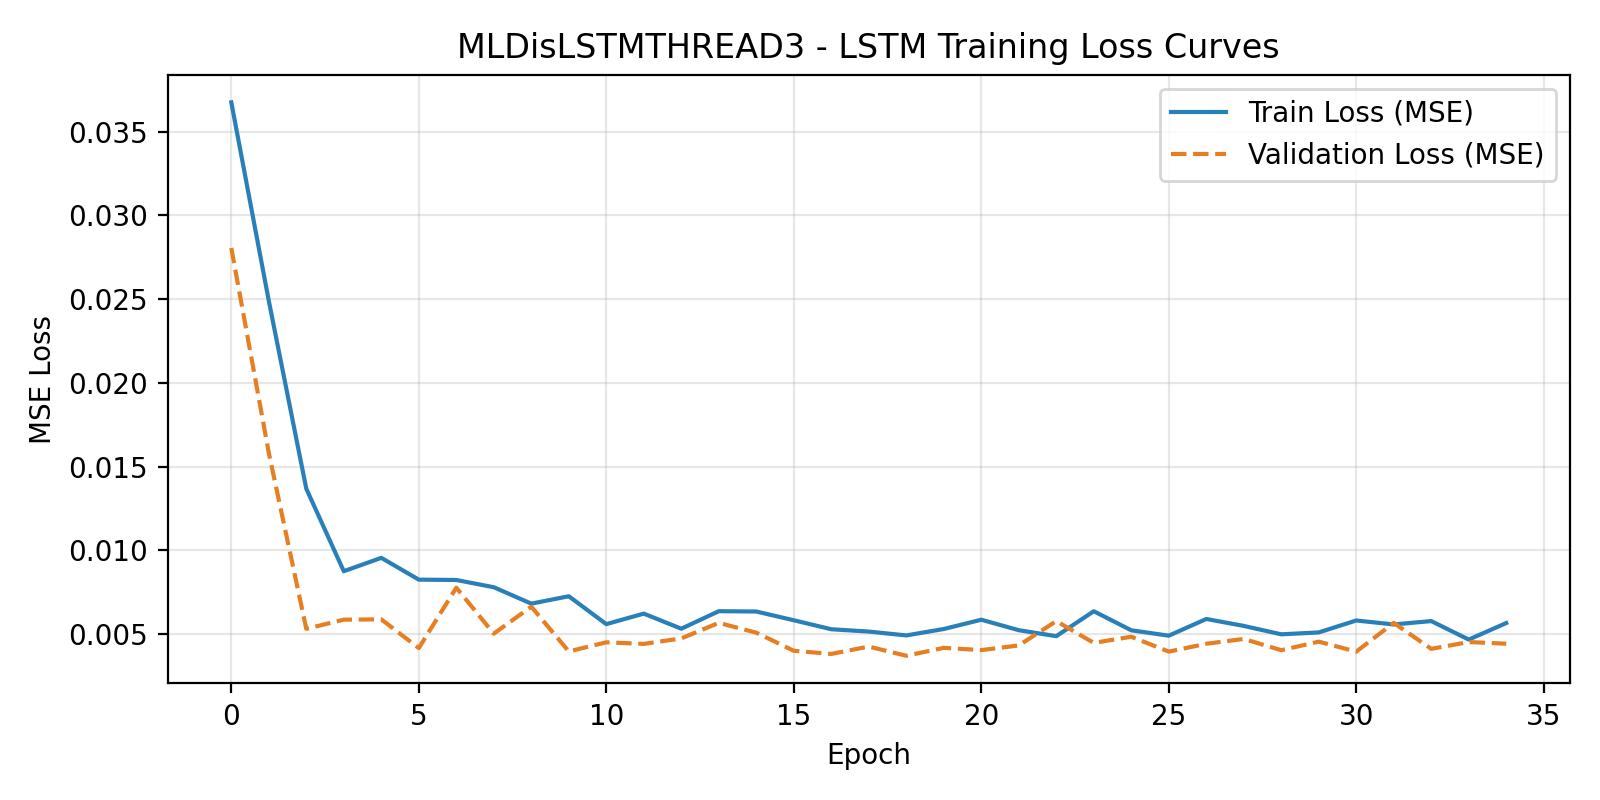 MLDisLSTMTHREAD3 - LSTM Training Loss Curves
Train Loss (MSE)
Validation Loss (MSE)
MSE Loss
0.035
0.030
0.025
0.020
0.015
0.010
0.005
0 5 10 15 20 25 30 35
Epoch